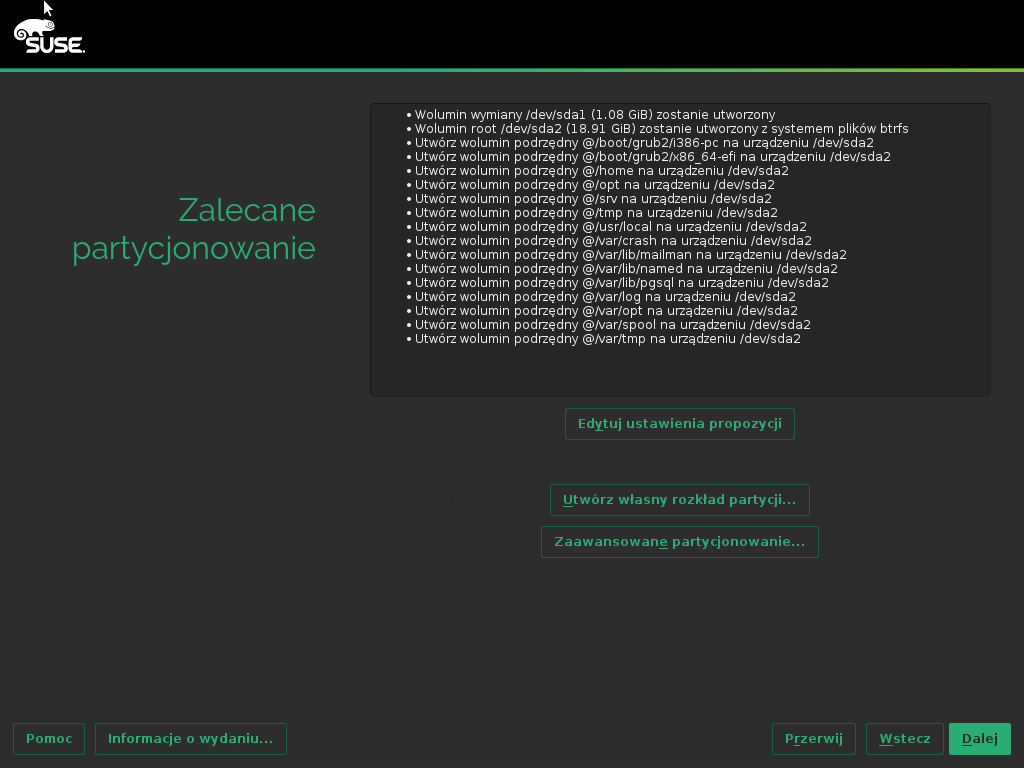 SUSE.
Zalecane
partycjonowanie
• Wolumin wymiany /dev/sda1 (1.08 GiB) zostanie utworzony
• Wolumin root /dev/sda2 (18.91 GiB) zostanie utworzony z systemem plików btrfs
• Utwórz wolumin podrzędny @/boot/grub2/i386-pc na urządzeniu /dev/sda2
• Utwórz wolumin podrzędny @/boot/grub2/x86_64-efi na urządzeniu /dev/sda2
• Utwórz wolumin podrzędny @/home na urządzeniu /dev/sda2
• Utwórz wolumin podrzędny @/opt na urządzeniu /dev/sda2
• Utwórz wolumin podrzędny @/srv na urządzeniu /dev/sda2
• Utwórz wolumin podrzędny @/tmp na urządzeniu /dev/sda2
• Utwórz wolumin podrzędny @/usr/local na urządzeniu /dev/sda2
• Utwórz wolumin podrzędny @/var/crash na urządzeniu /dev/sda2
• Utwórz wolumin podrzędny @/var/lib/mailman na urządzeniu /dev/sda2
• Utwórz wolumin podrzędny @/var/lib/named na urządzeniu /dev/sda2
• Utwórz wolumin podrzędny @/var/lib/pgsql na urządzeniu /dev/sda2
• Utwórz wolumin podrzędny @/var/log na urządzeniu /dev/sda2
• Utwórz wolumin podrzędny @/var/opt na urządzeniu /dev/sda2
• Utwórz wolumin podrzędny @/var/spool na urządzeniu /dev/sda2
• Utwórz wolumin podrzędny @/var/tmp na urządzeniu /dev/sda2
Edytuj ustawienia propozycji
Utwórz własny rozkład partycji...
Zaawansowane partycjonowanie...
Pomoc
Informacje o wydaniu...
Przerwij
Wstecz
Dalej